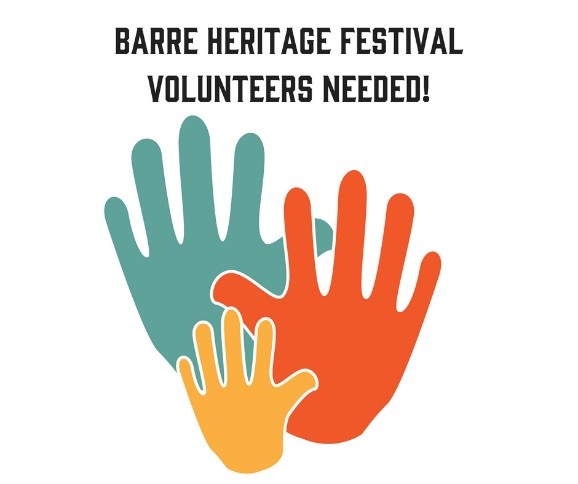 BARRE HERITAGE FESTIVAL
VOLUNTEERS NEEDED!